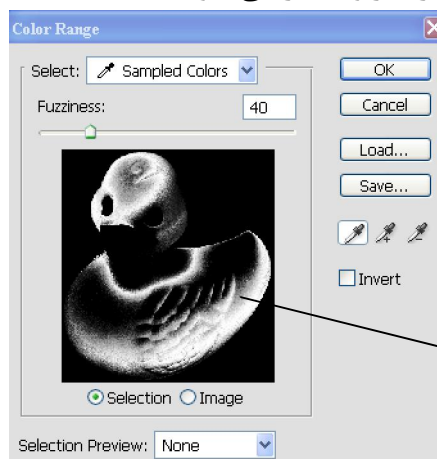 Color Range
Select: Sampled Colors
OK
Fuzziness: 40
Cancel
Load...
Save...
Invert
Selection Image
Selection Preview: None